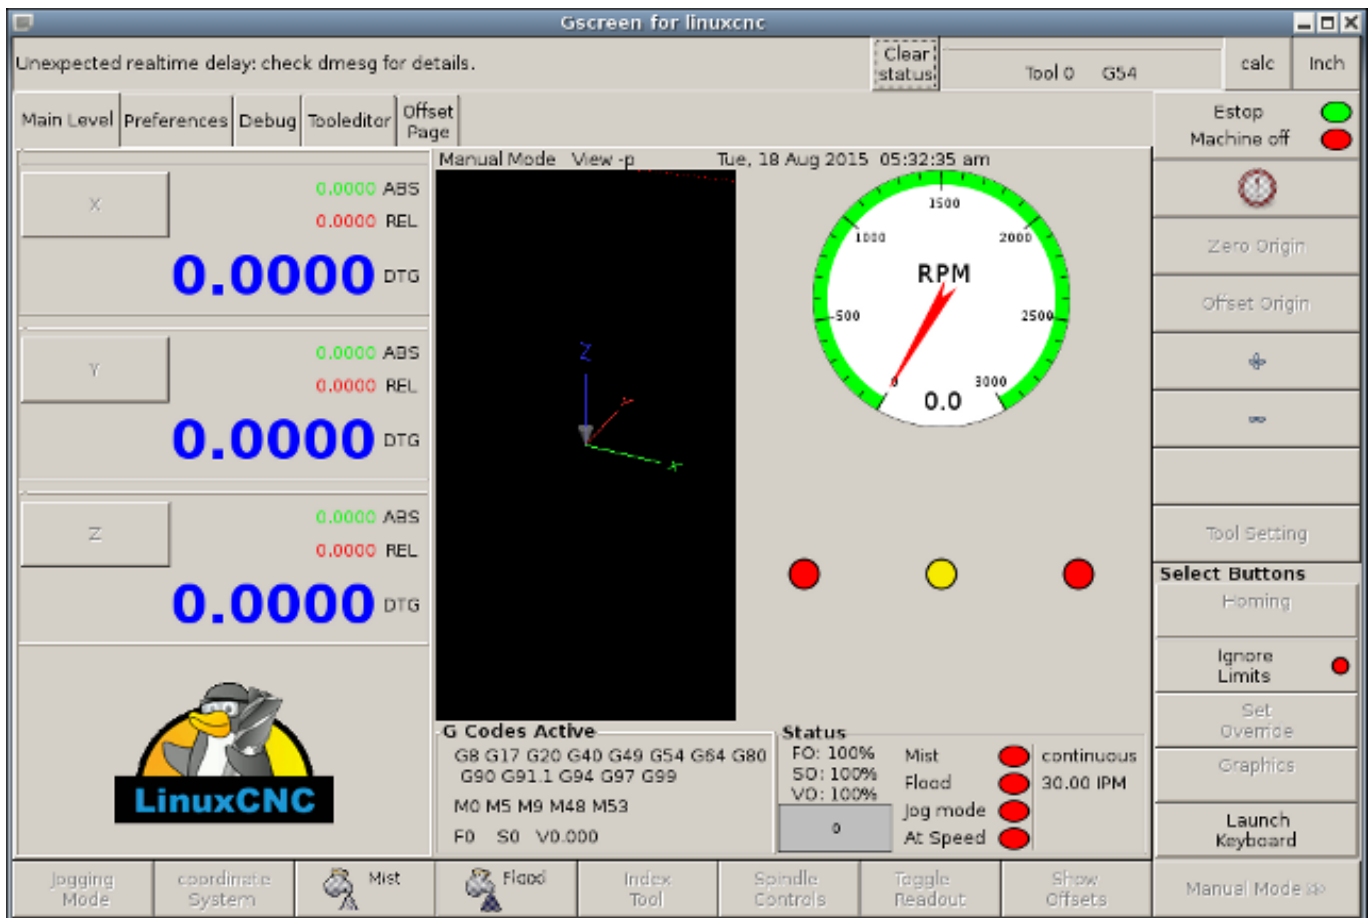 Gscreen for linuxcnc
Unexpected realtime delay: check dmesg for details.
Clear
status
Tool 0 G54
calc
Inch
Main Level
Preferences
Debug
Tooleditor
Offset
Page
Estop
Machine off
Manual Mode View -p Tue, 18 Aug 2015 05:32:35 am
X
0.0000 ABS
0.0000 REL
0.0000 DTG
Y
0.0000 ABS
0.0000 REL
0.0000 DTG
Z
0.0000 ABS
0.0000 REL
0.0000 DTG
LinuxCNC
Z
Y
X
1500
1000
2000
RPM
500
2500
0
3000
0.0
G Codes Active
G8 G17 G20 G40 G49 G54 G64 G80
G90 G91.1 G94 G97 G99
M0 M5 M9 M48 M53
F0 S0 V0.000
Status
FO: 100%
SO: 100%
VO: 100%
0
Mist
Flood
Jog mode
At Speed
continuous
30.00 IPM
Zero Origin
Offset Origin
Tool Setting
Select Buttons
Homing
Ignore
Limits
Set
Override
Graphics
Launch
Keyboard
Jogging
Mode
coordinate
System
Mist
Flood
Index
Tool
Spindle
Controls
Toggle
Readout
Show
Offsets
Manual Mode